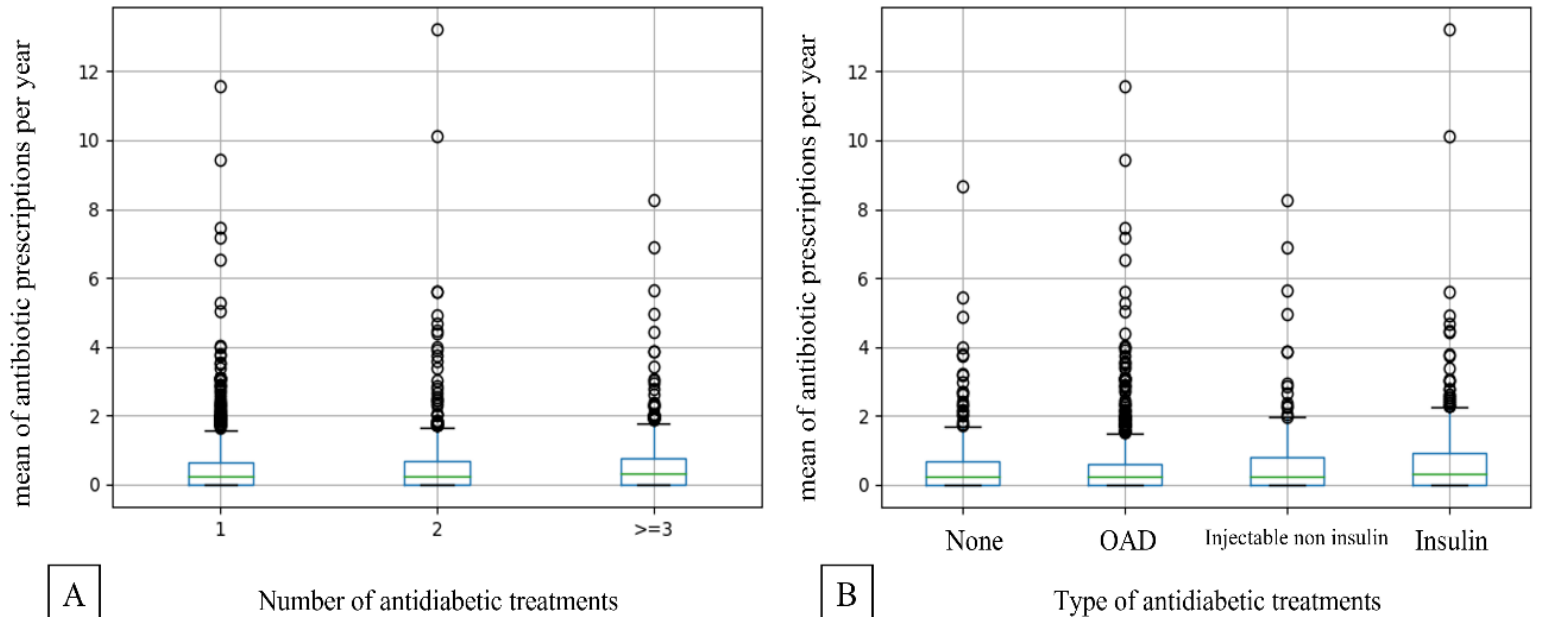 mean of antibiotic prescriptions per year
12
10
8
6
4
2
0
1 2 >=3
A
Number of antidiabetic treatments
mean of antibiotic prescriptions per year
12
10
8
6
4
2
0
None OAD Injectable non insulin Insulin
B
Type of antidiabetic treatments